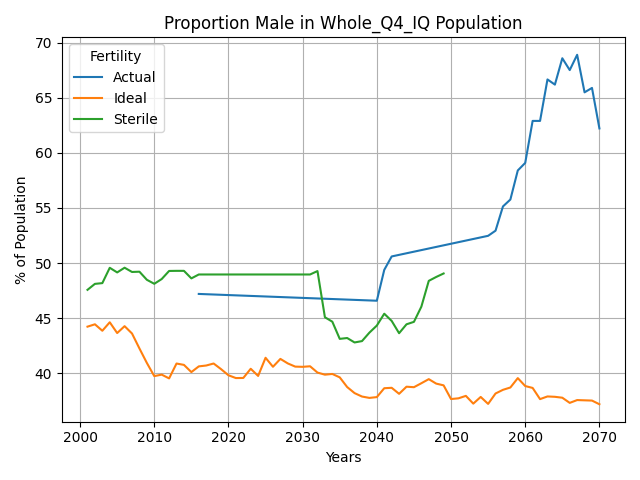 Proportion Male in Whole_Q4_IQ Population
Fertility
Actual
Ideal
Sterile
% of Population
70
65
60
55
50
45
40
2000 2010 2020 2030 2040 2050 2060 2070
Years